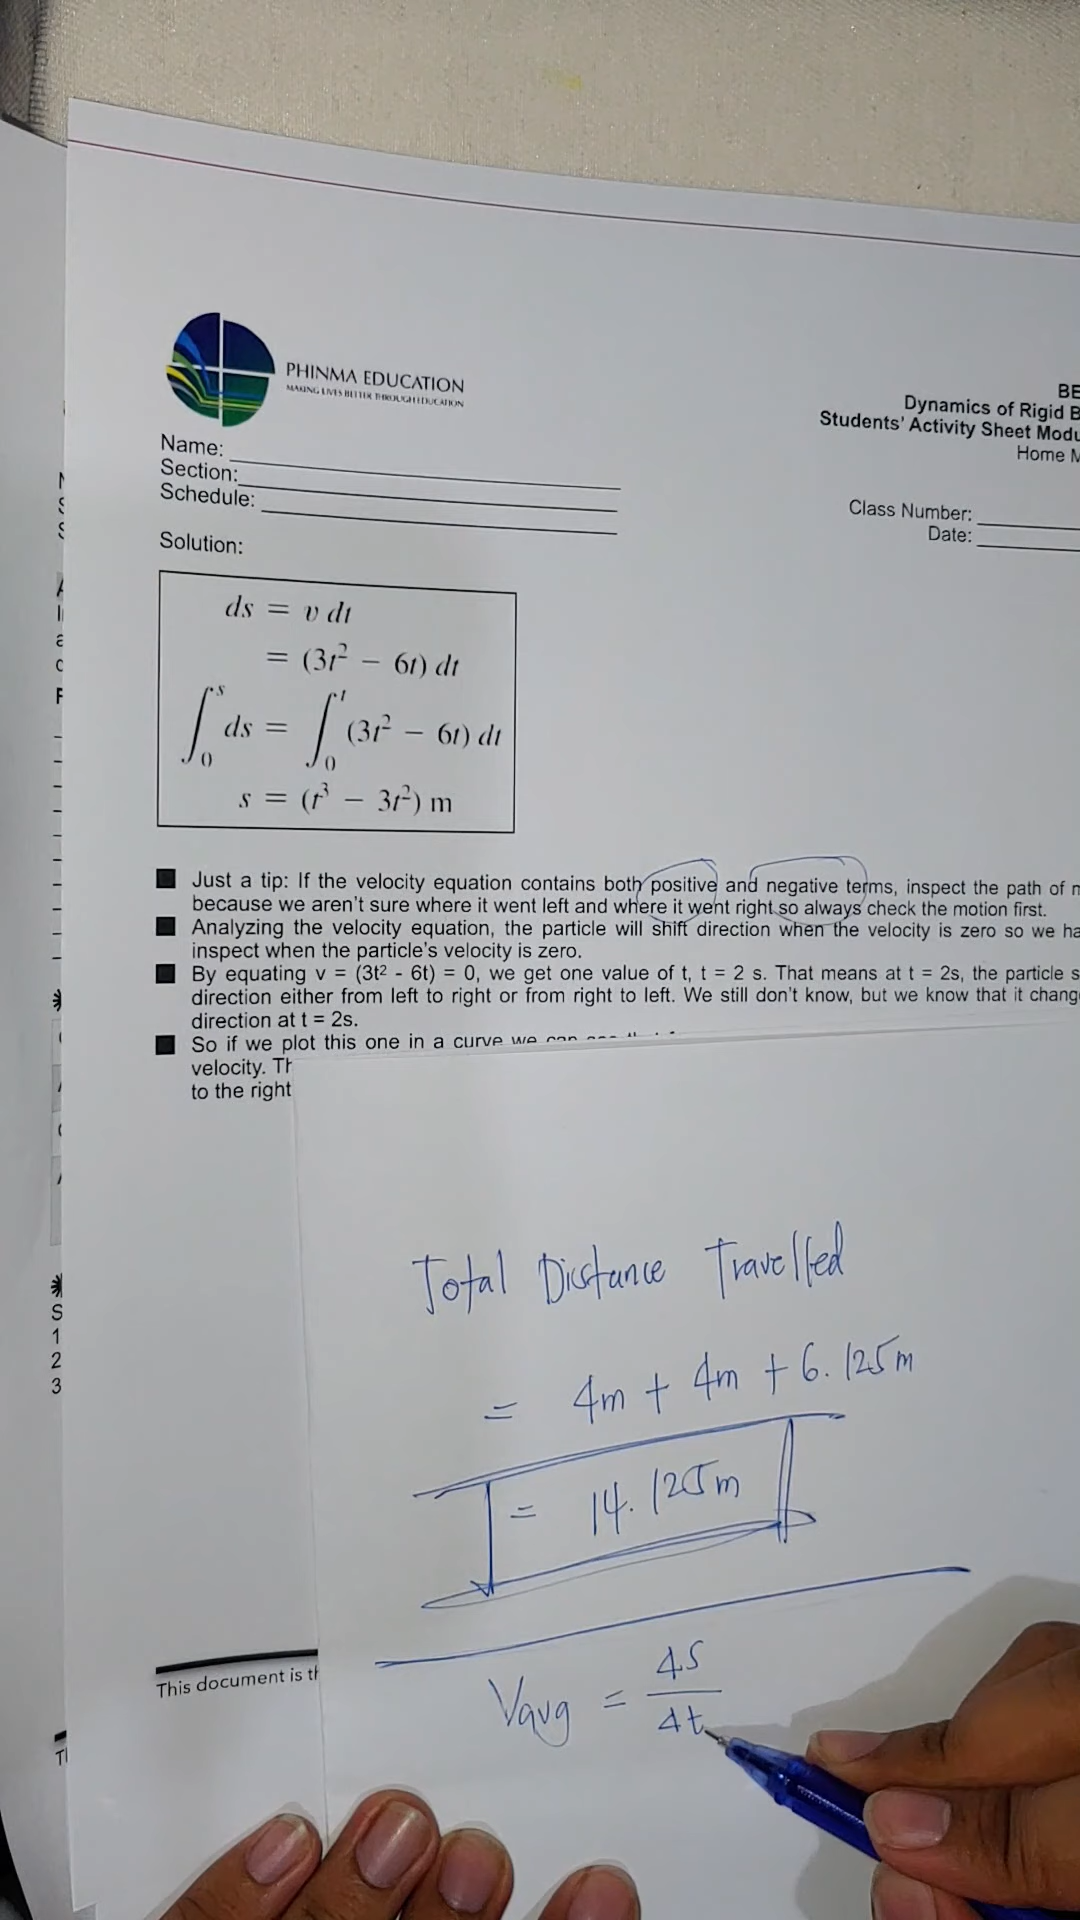 PHINMA EDUCATION
MAKING LIVES BETTER THROUGH EDUCATION
BE
Dynamics of Rigid B
Students' Activity Sheet Modu
Home M
Name:
Section:
Schedule:
Class Number:
Date:
Solution:
ds = v dt
= (3t² − 6t) dt
∫₀ˢ ds = ∫₀ᵗ (3t² − 6t) dt
s = (t³ − 3t²) m
■ Just a tip: If the velocity equation contains both positive and negative terms, inspect the path of m
because we aren't sure where it went left and where it went right so always check the motion first.
■ Analyzing the velocity equation, the particle will shift direction when the velocity is zero so we ha
inspect when the particle's velocity is zero.
■ By equating v = (3t² - 6t) = 0, we get one value of t, t = 2 s. That means at t = 2s, the particle s
direction either from left to right or from right to left. We still don't know, but we know that it chang
direction at t = 2s.
■ So if we plot this one in a curve we can
velocity. Th
to the right
Total Distance Travelled
= 4m + 4m + 6.125m
= 14.125m
Vavg = ΔS / Δt
This document is th
S
1
2
3